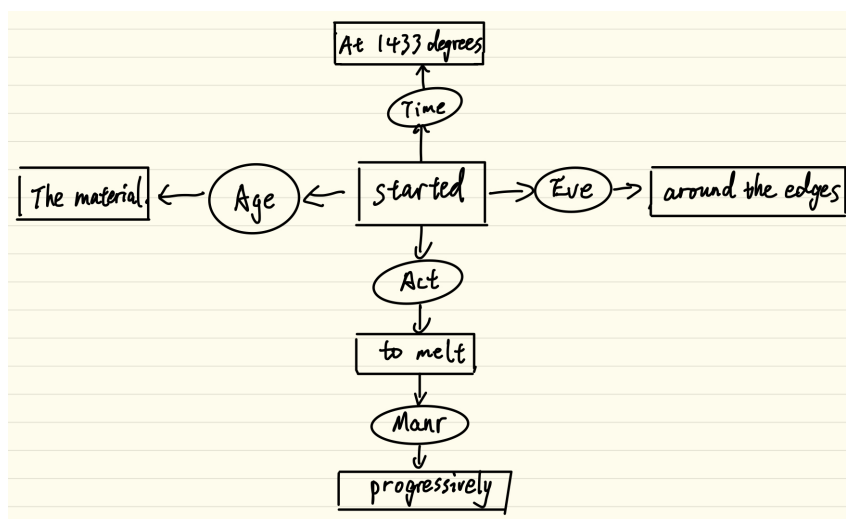 At 1433 degrees
Time
The material.
Age
started
Eve
around the edges
Act
to melt
Manr
progressively